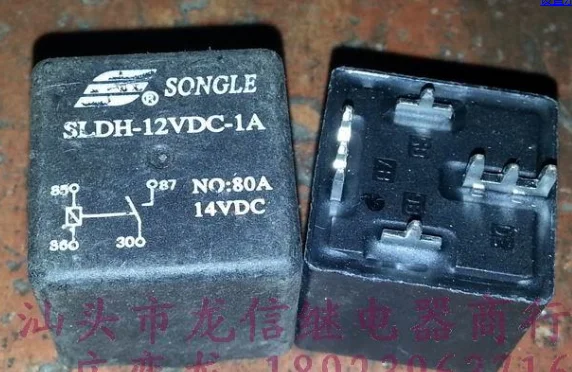 ® SONGLE
SLDH-12VDC-1A
85 87 NO:80A
14VDC
86 30
汕头市龙信继电器商行